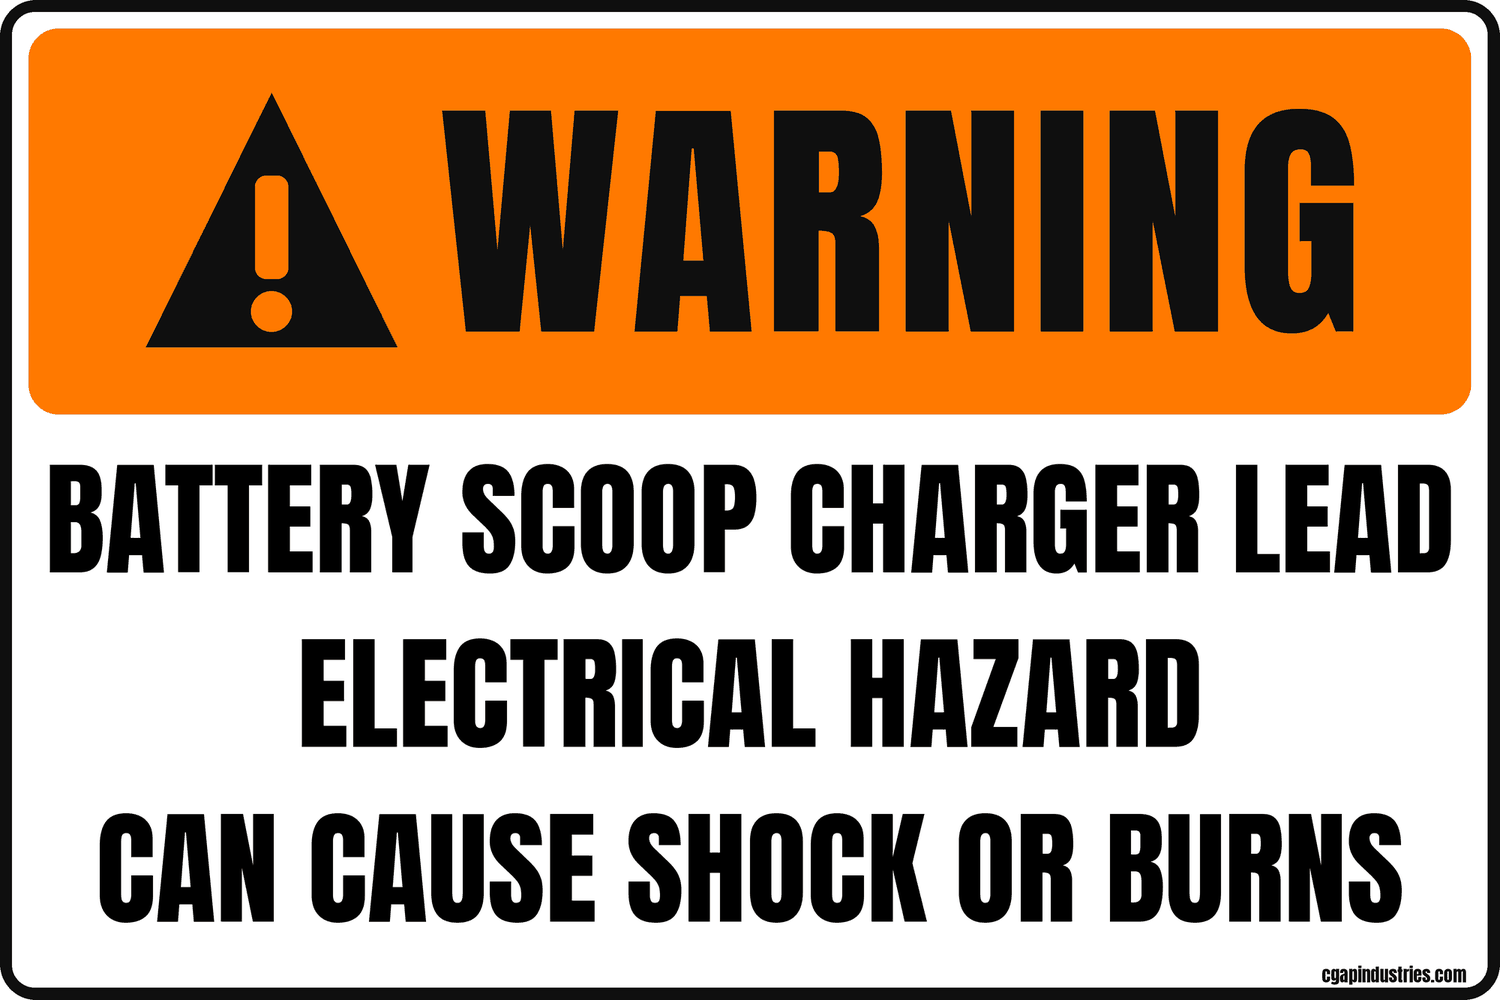 WARNING
BATTERY SCOOP CHARGER LEAD
ELECTRICAL HAZARD
CAN CAUSE SHOCK OR BURNS
cgapindustries.com